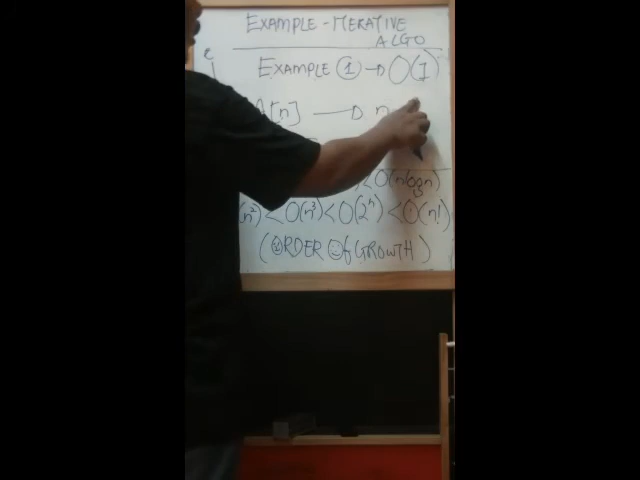 EXAMPLE - ITERATIVE
ALGO
EXAMPLE ① → O(1)
A[n] → n
< O(nlogn)
(n²) < O(n³) < O(2ⁿ) < O(n!)
(ORDER Of GROWTH)